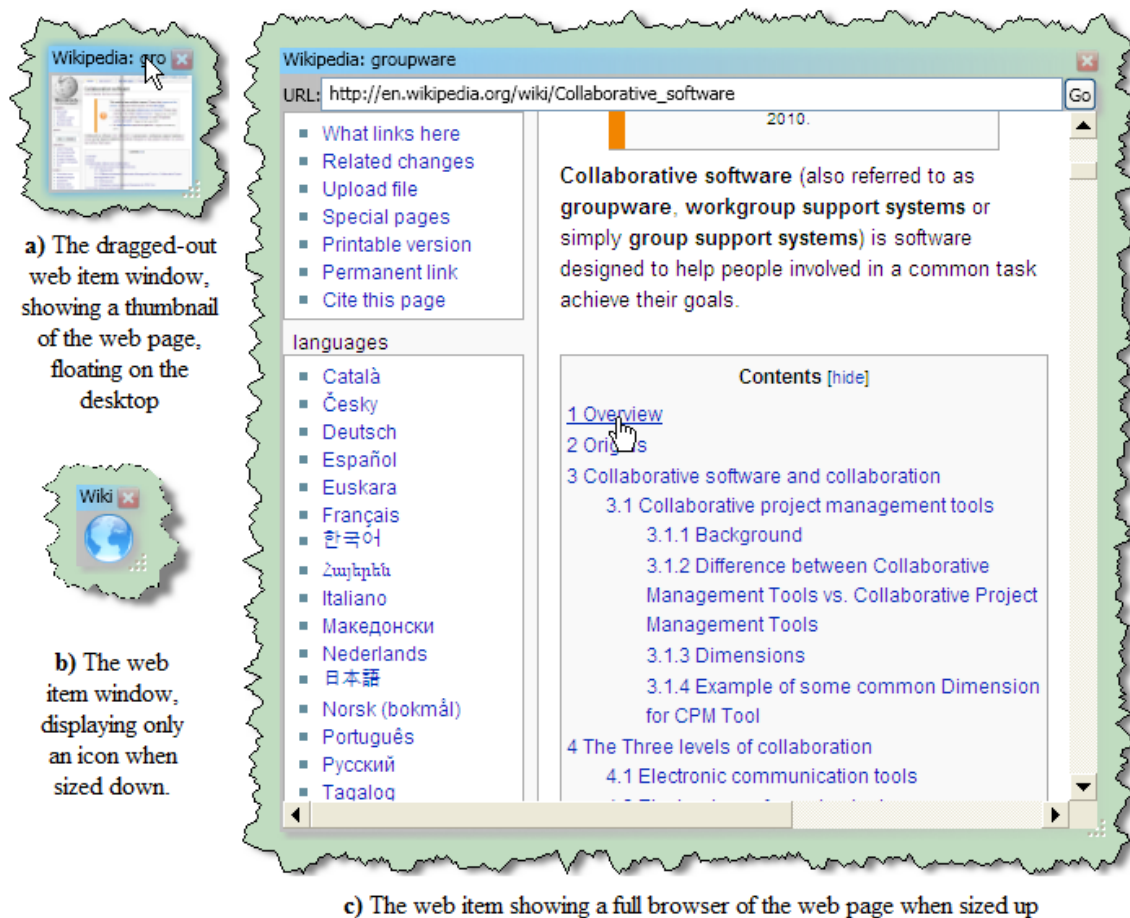 Wikipedia: gro
a) The dragged-out
web item window,
showing a thumbnail
of the web page,
floating on the
desktop
Wiki
b) The web
item window,
displaying only
an icon when
sized down.
Wikipedia: groupware
URL: http://en.wikipedia.org/wiki/Collaborative_software Go
What links here
Related changes
Upload file
Special pages
Printable version
Permanent link
Cite this page
languages
Català
Česky
Deutsch
Español
Euskara
Français
한국어
Հայերեն
Italiano
Македонски
Nederlands
日本語
Norsk (bokmål)
Português
Русский
Tagalog
2010.
Collaborative software (also referred to as
groupware, workgroup support systems or
simply group support systems) is software
designed to help people involved in a common task
achieve their goals.
Contents [hide]
1 Overview
2 Origins
3 Collaborative software and collaboration
3.1 Collaborative project management tools
3.1.1 Background
3.1.2 Difference between Collaborative
Management Tools vs. Collaborative Project
Management Tools
3.1.3 Dimensions
3.1.4 Example of some common Dimension
for CPM Tool
4 The Three levels of collaboration
4.1 Electronic communication tools
c) The web item showing a full browser of the web page when sized up